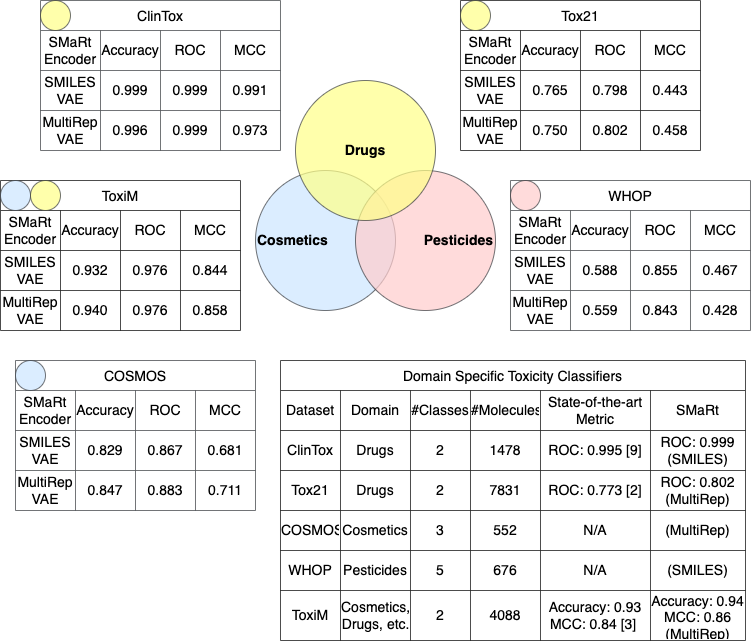 ClinTox
SMaRt Encoder Accuracy ROC MCC
SMILES VAE 0.999 0.999 0.991
MultiRep VAE 0.996 0.999 0.973
Tox21
SMaRt Encoder Accuracy ROC MCC
SMILES VAE 0.765 0.798 0.443
MultiRep VAE 0.750 0.802 0.458
Drugs
Cosmetics
Pesticides
ToxiM
SMaRt Encoder Accuracy ROC MCC
SMILES VAE 0.932 0.976 0.844
MultiRep VAE 0.940 0.976 0.858
WHOP
SMaRt Encoder Accuracy ROC MCC
SMILES VAE 0.588 0.855 0.467
MultiRep VAE 0.559 0.843 0.428
COSMOS
SMaRt Encoder Accuracy ROC MCC
SMILES VAE 0.829 0.867 0.681
MultiRep VAE 0.847 0.883 0.711
Domain Specific Toxicity Classifiers
Dataset Domain #Classes #Molecules State-of-the-art Metric SMaRt
ClinTox Drugs 2 1478 ROC: 0.995 [9] ROC: 0.999 (SMILES)
Tox21 Drugs 2 7831 ROC: 0.773 [2] ROC: 0.802 (MultiRep)
COSMOS Cosmetics 3 552 N/A (MultiRep)
WHOP Pesticides 5 676 N/A (SMILES)
ToxiM Cosmetics, Drugs, etc. 2 4088 Accuracy: 0.93 MCC: 0.84 [3] Accuracy: 0.94 MCC: 0.86 (MultiRep)